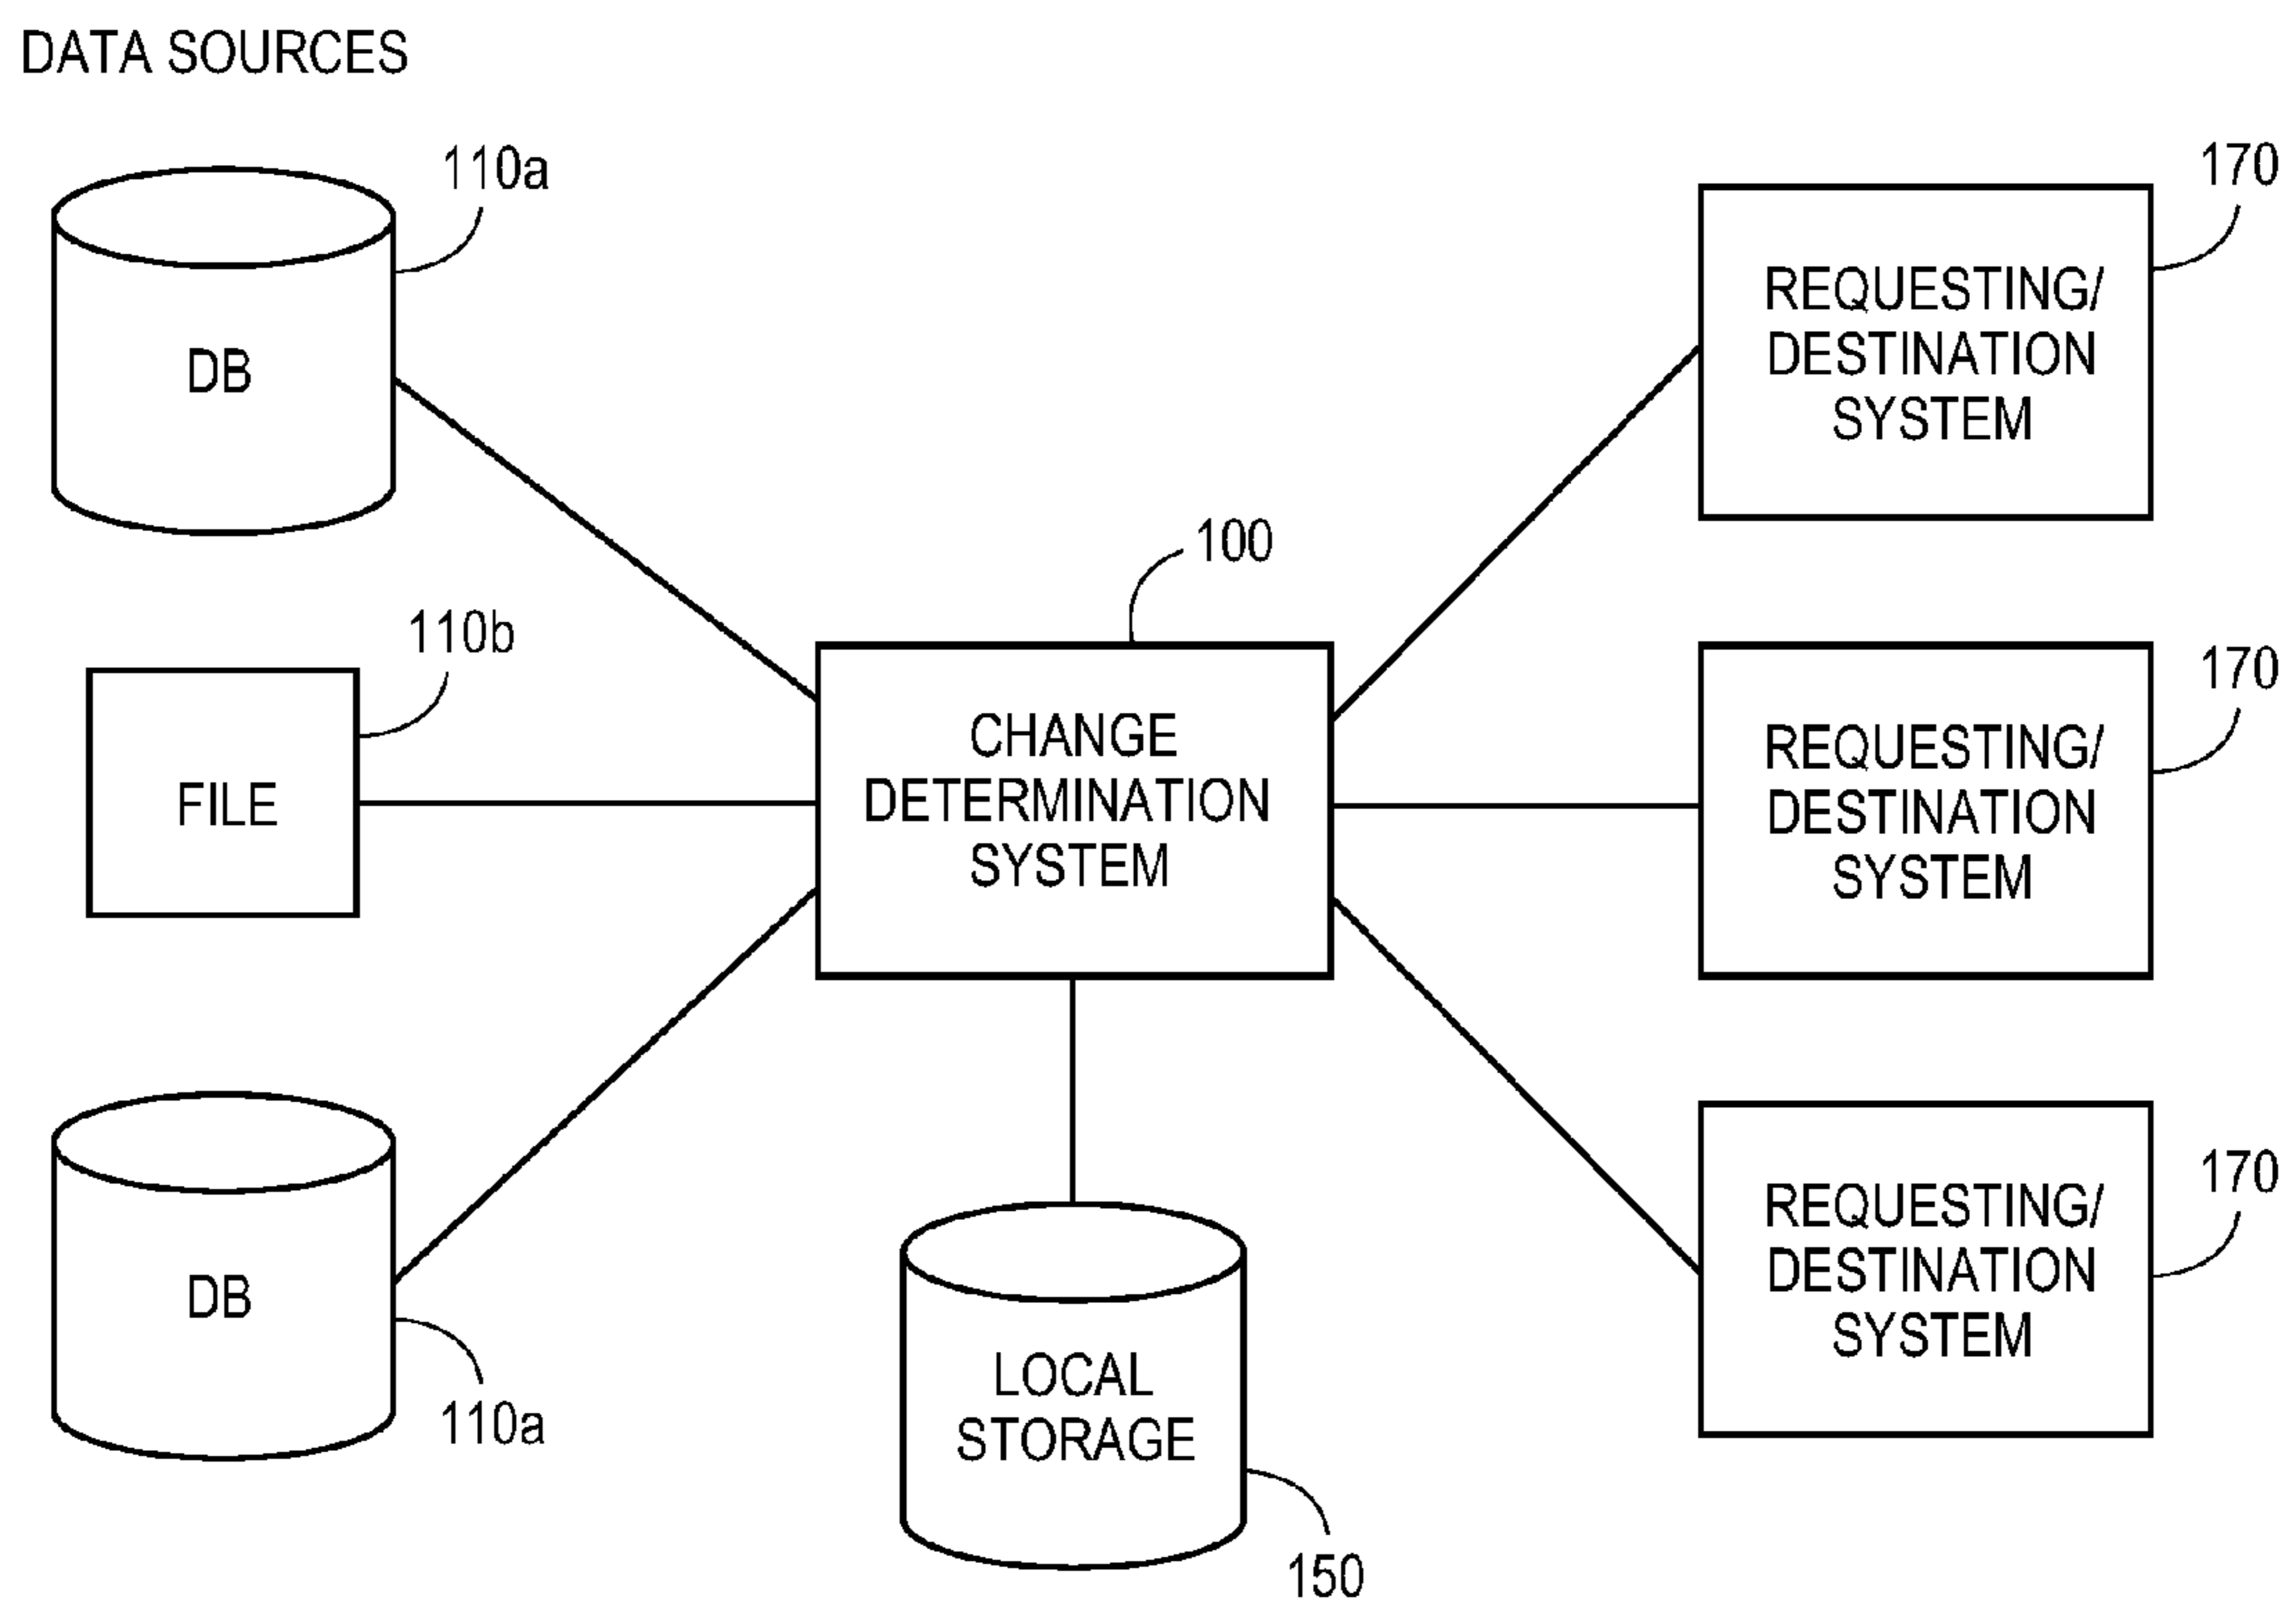 DATA SOURCES
110a
DB
110b
FILE
DB
110a
100
CHANGE
DETERMINATION
SYSTEM
LOCAL
STORAGE
150
170
REQUESTING/
DESTINATION
SYSTEM
170
REQUESTING/
DESTINATION
SYSTEM
170
REQUESTING/
DESTINATION
SYSTEM